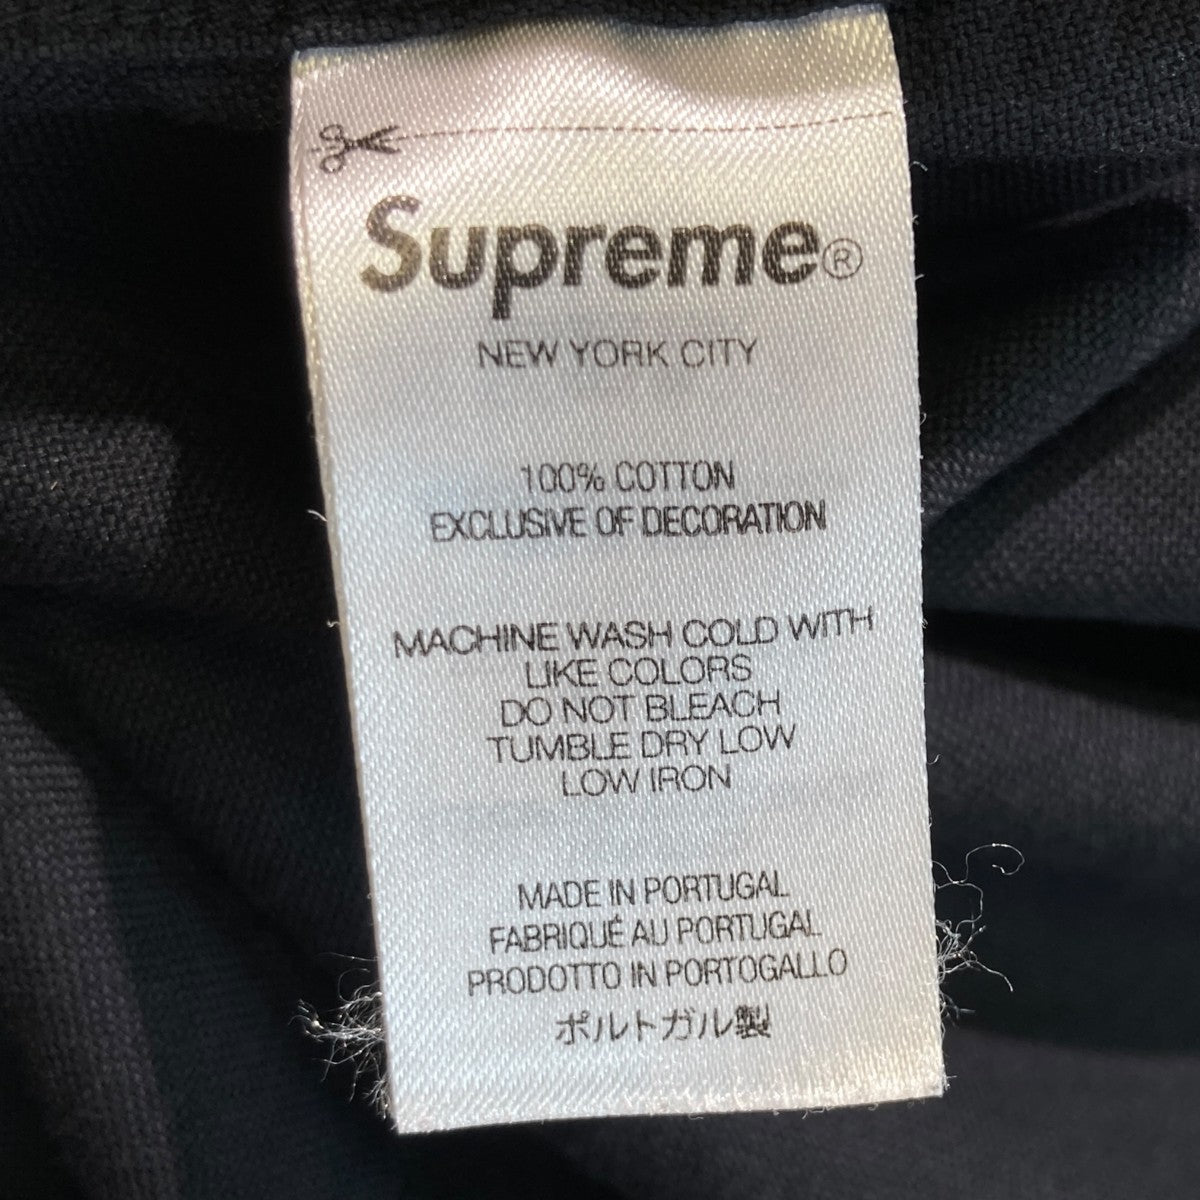 Supreme®
NEW YORK CITY
100% COTTON
EXCLUSIVE OF DECORATION
MACHINE WASH COLD WITH
LIKE COLORS
DO NOT BLEACH
TUMBLE DRY LOW
LOW IRON
MADE IN PORTUGAL
FABRIQUÉ AU PORTUGAL
PRODOTTO IN PORTOGALLO
ポルトガル製